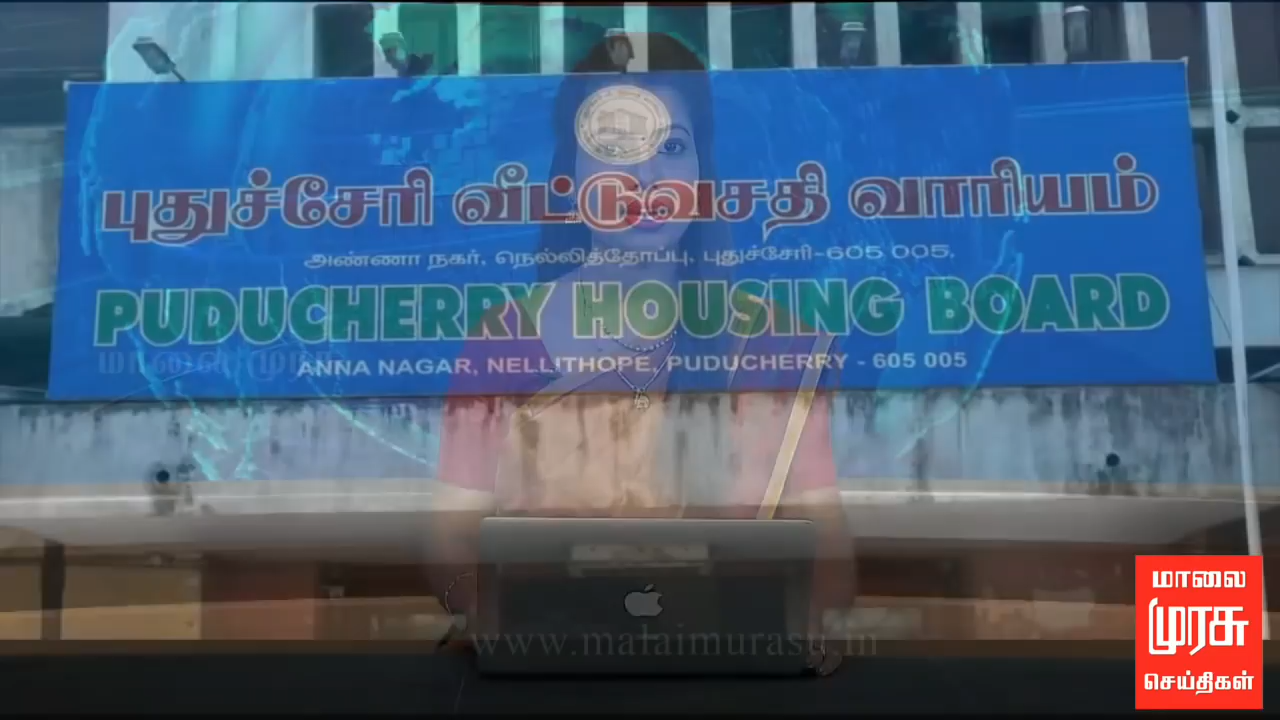 புதுச்சேரி வீட்டுவசதி வாரியம்
அண்ணா நகர், நெல்லித்தோப்பு, புதுச்சேரி-605 005.
PUDUCHERRY HOUSING BOARD
ANNA NAGAR, NELLITHOPE, PUDUCHERRY - 605 005
www.malaimurasu.in
மாலை
முரசு
செய்திகள்